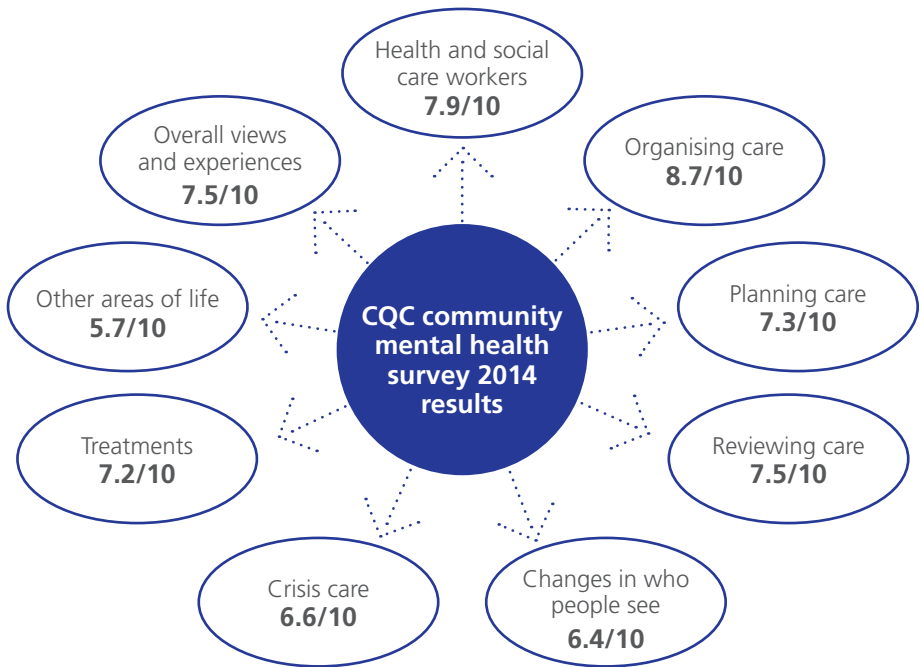 Health and social
care workers
7.9/10
Overall views
and experiences
7.5/10
Organising care
8.7/10
Other areas of life
5.7/10
CQC community
mental health
survey 2014
results
Planning care
7.3/10
Treatments
7.2/10
Reviewing care
7.5/10
Crisis care
6.6/10
Changes in who
people see
6.4/10